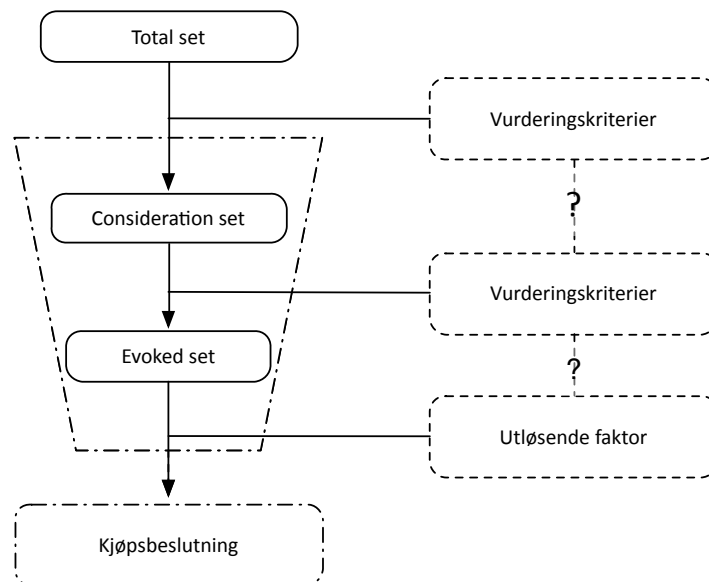 Total set
Vurderingskriterier
?
Consideration set
Vurderingskriterier
?
Evoked set
Utløsende faktor
Kjøpsbeslutning